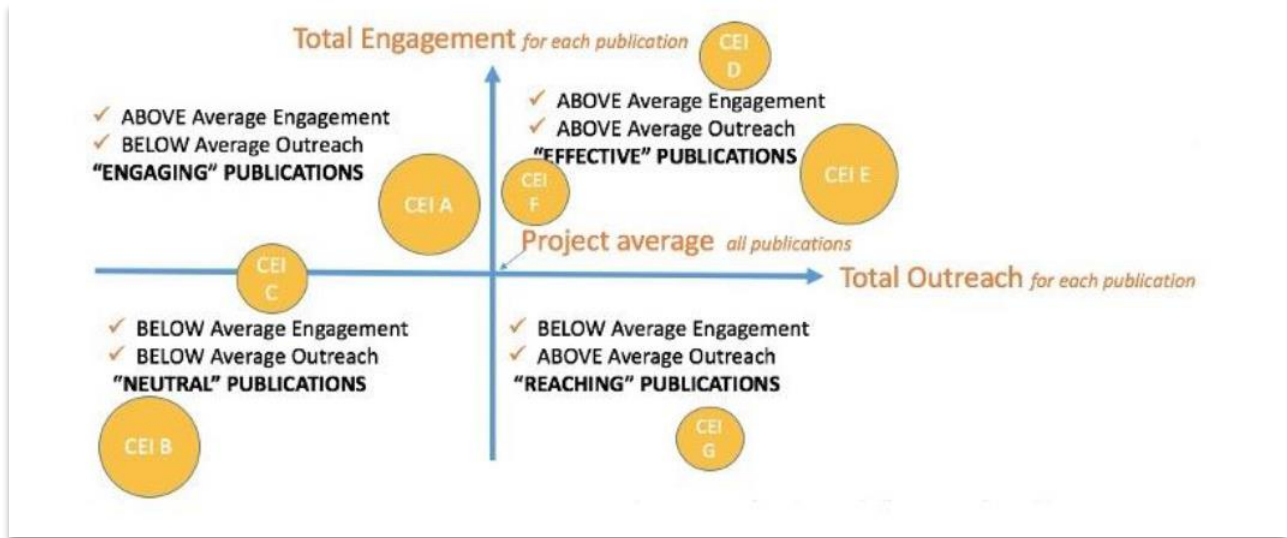 Total Engagement for each publication
CEI
D
✓ ABOVE Average Engagement
✓ BELOW Average Outreach
"ENGAGING" PUBLICATIONS
✓ ABOVE Average Engagement
✓ ABOVE Average Outreach
"EFFECTIVE" PUBLICATIONS
CEI A
CEI
F
CEI E
Project average all publications
CEI
C
Total Outreach for each publication
✓ BELOW Average Engagement
✓ BELOW Average Outreach
"NEUTRAL" PUBLICATIONS
✓ BELOW Average Engagement
✓ ABOVE Average Outreach
"REACHING" PUBLICATIONS
CEI B
CEI
G